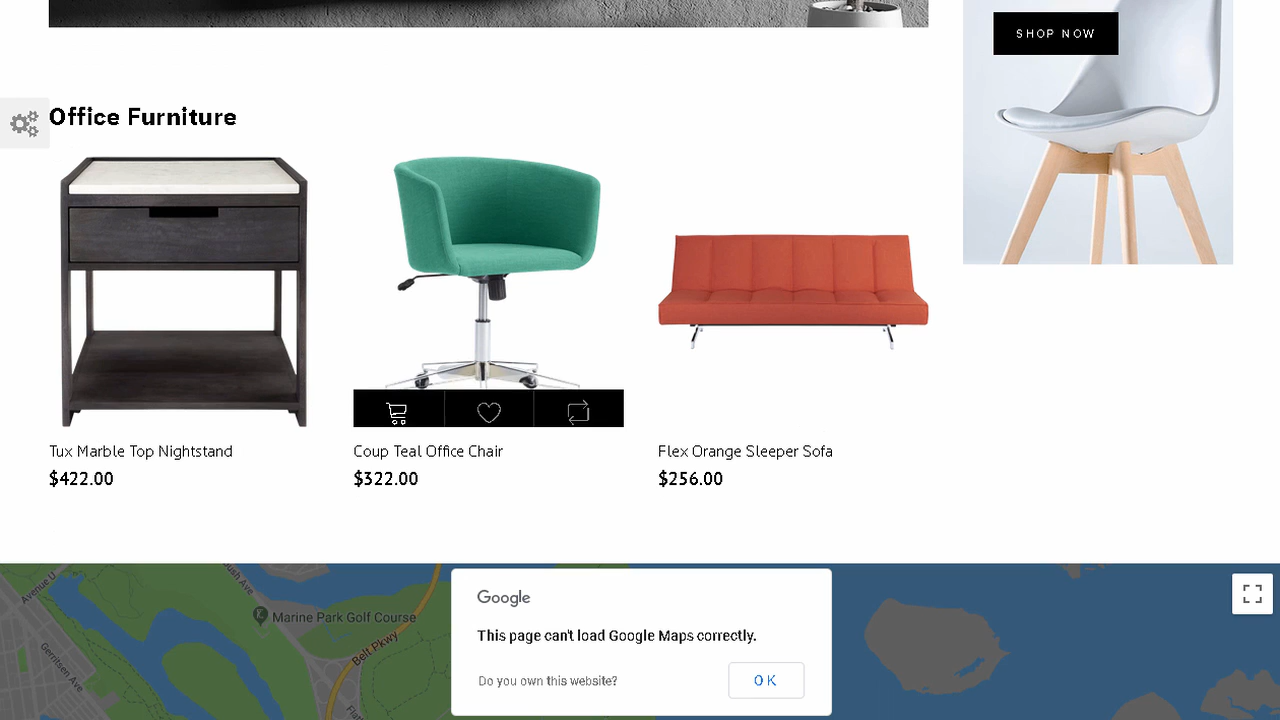 SHOP NOW
Office Furniture
Tux Marble Top Nightstand
$422.00
Coup Teal Office Chair
$322.00
Flex Orange Sleeper Sofa
$256.00
Avenue U
Gerritsen Ave
Marine Park Golf Course
Belt Pkwy
Google
This page can't load Google Maps correctly.
Do you own this website?
OK